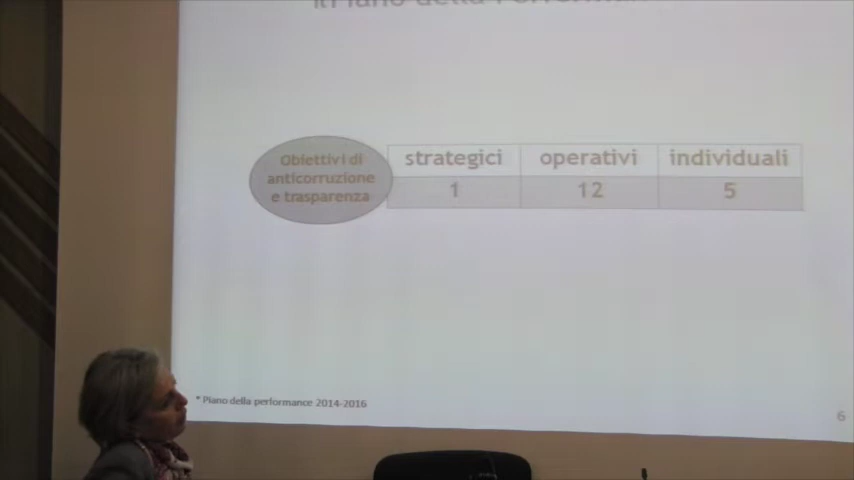 Il Piano della Performance
Obiettivi di
anticorruzione
e trasparenza
strategici operativi individuali
1 12 5
* Piano della performance 2014-2016
6